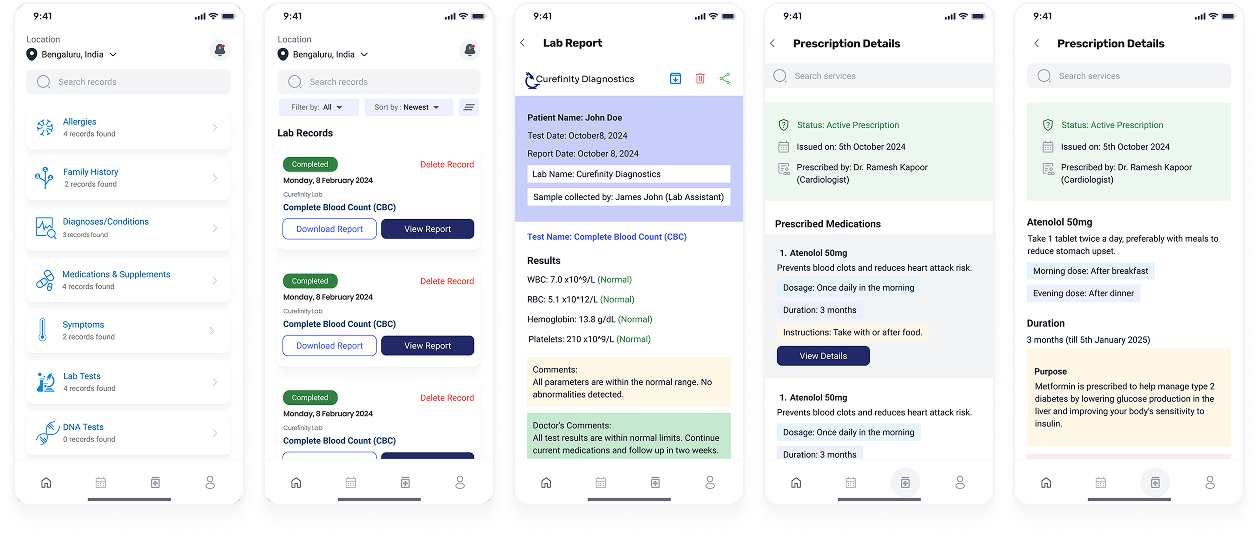 9:41
Location
Bengaluru, India
Search records
Allergies
4 records found
Family History
2 records found
Diagnoses/Conditions
3 records found
Medications & Supplements
4 records found
Symptoms
2 records found
Lab Tests
4 records found
DNA Tests
0 records found
9:41
Location
Bengaluru, India
Search records
Filter by: All
Sort by : Newest
Lab Records
Completed
Delete Record
Monday, 8 February 2024
Curefinity Lab
Complete Blood Count (CBC)
Download Report
View Report
Completed
Delete Record
Monday, 8 February 2024
Curefinity Lab
Complete Blood Count (CBC)
Download Report
View Report
Completed
Delete Record
Monday, 8 February 2024
Curefinity Lab
Complete Blood Count (CBC)
9:41
Lab Report
Curefinity Diagnostics
Patient Name: John Doe
Test Date: October8, 2024
Report Date: October 8, 2024
Lab Name: Curefinity Diagnostics
Sample collected by: James John (Lab Assistant)
Test Name: Complete Blood Count (CBC)
Results
WBC: 7.0 x10^9/L (Normal)
RBC: 5.1 x10^12/L (Normal)
Hemoglobin: 13.8 g/dL (Normal)
Platelets: 210 x10^9/L (Normal)
Comments:
All parameters are within the normal range. No
abnormalities detected.
Doctor's Comments:
All test results are within normal limits. Continue
current medications and follow up in two weeks.
9:41
Prescription Details
Search services
Status: Active Prescription
Issued on: 5th October 2024
Prescribed by: Dr. Ramesh Kapoor
(Cardiologist)
Prescribed Medications
1. Atenolol 50mg
Prevents blood clots and reduces heart attack risk.
Dosage: Once daily in the morning
Duration: 3 months
Instructions: Take with or after food.
View Details
1. Atenolol 50mg
Prevents blood clots and reduces heart attack risk.
Dosage: Once daily in the morning
Duration: 3 months
9:41
Prescription Details
Search services
Status: Active Prescription
Issued on: 5th October 2024
Prescribed by: Dr. Ramesh Kapoor
(Cardiologist)
Atenolol 50mg
Take 1 tablet twice a day, preferably with meals to
reduce stomach upset.
Morning dose: After breakfast
Evening dose: After dinner
Duration
3 months (till 5th January 2025)
Purpose
Metformin is prescribed to help manage type 2
diabetes by lowering glucose production in the
liver and improving your body's sensitivity to
insulin.